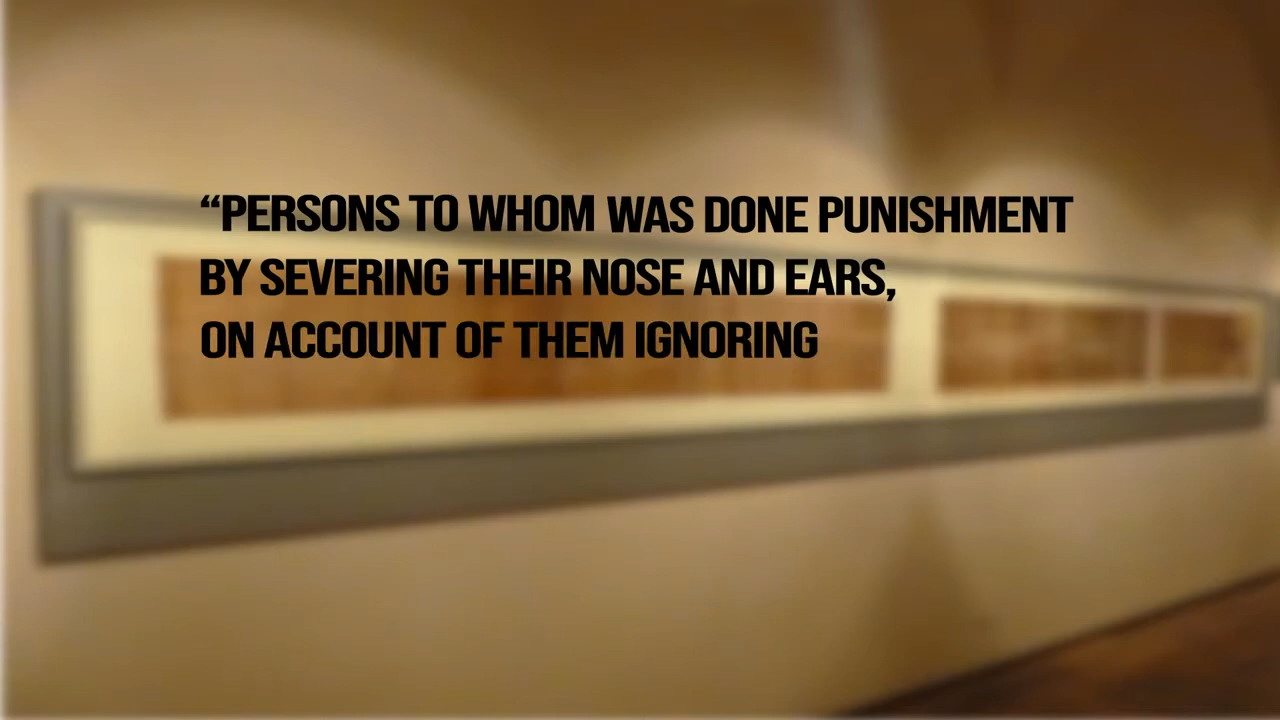 “PERSONS TO WHOM WAS DONE PUNISHMENT
BY SEVERING THEIR NOSE AND EARS,
ON ACCOUNT OF THEM IGNORING